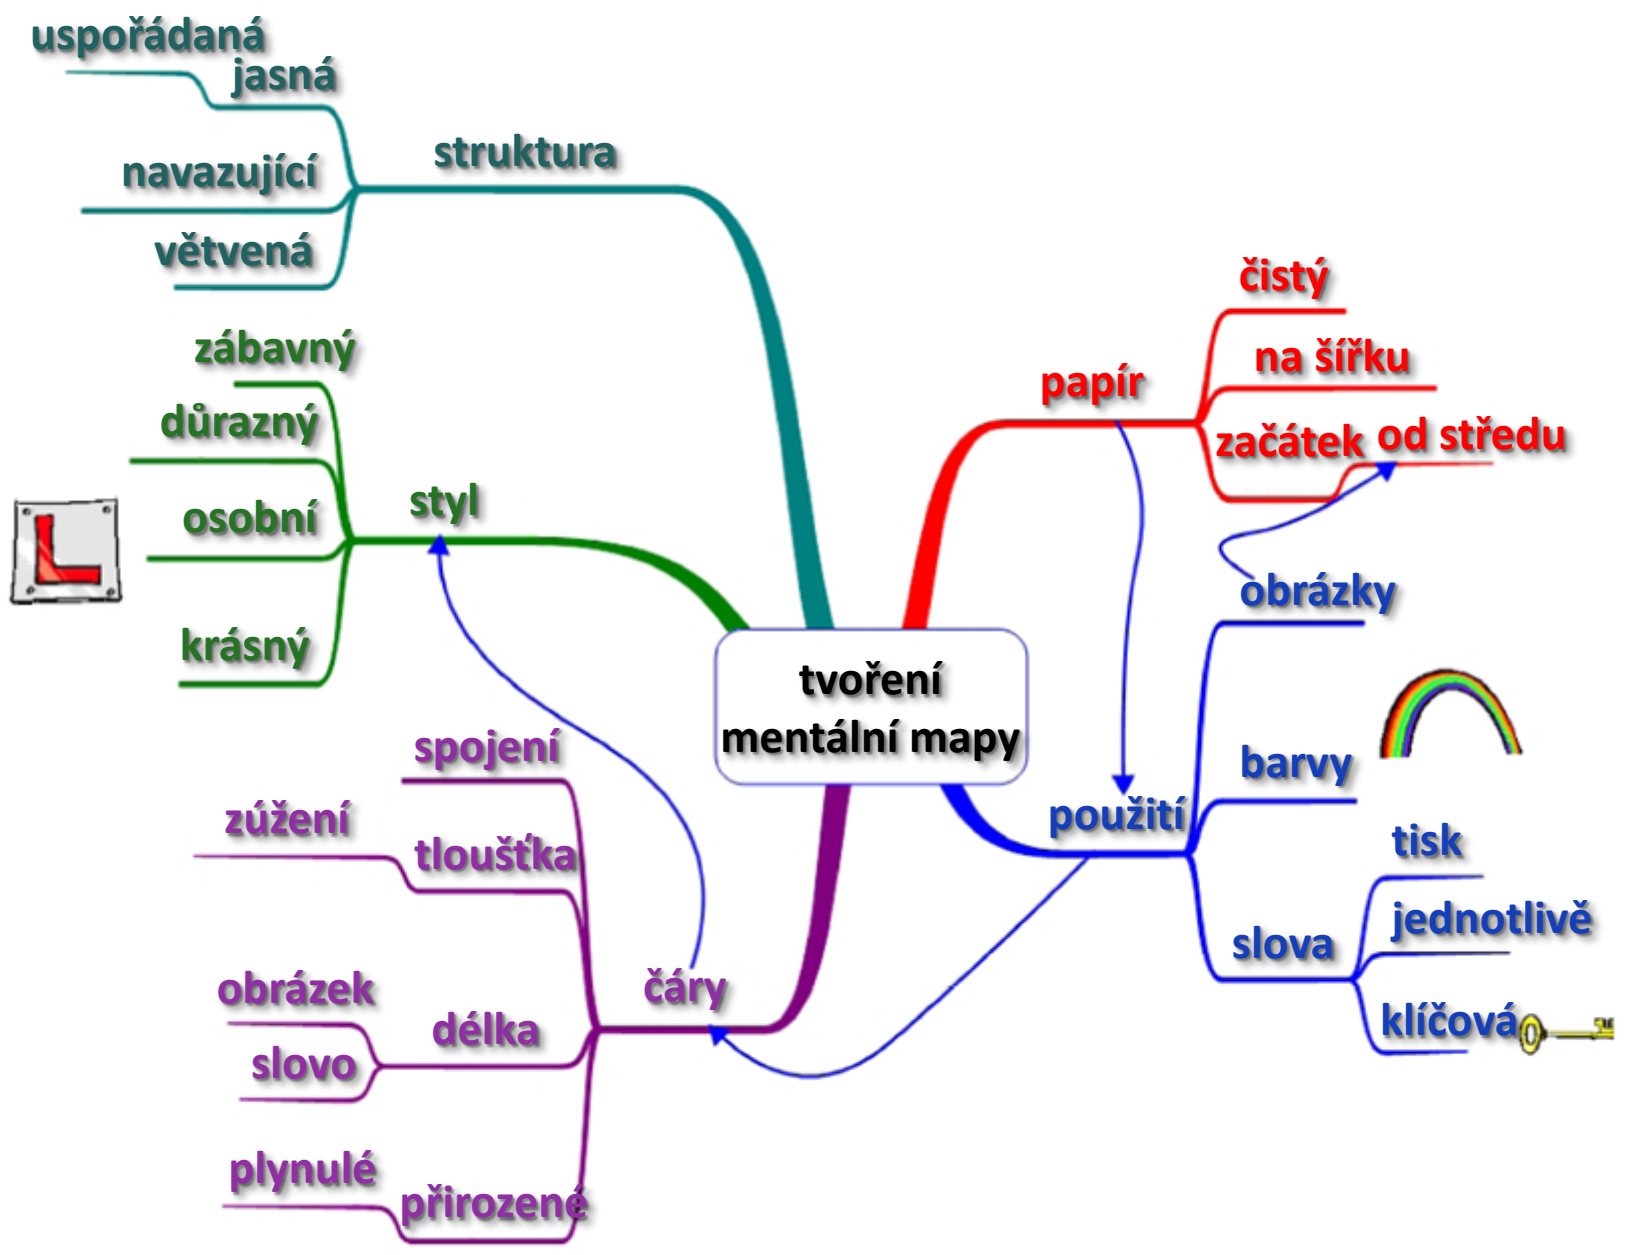 tvoření
mentální mapy
struktura
uspořádaná
jasná
navazující
větvená
styl
zábavný
důrazný
osobní
krásný
L
čáry
spojení
zúžení
tloušťka
obrázek
délka
slovo
plynulé
přirozené
papír
čistý
na šířku
začátek
od středu
použití
obrázky
barvy
slova
tisk
jednotlivě
klíčová